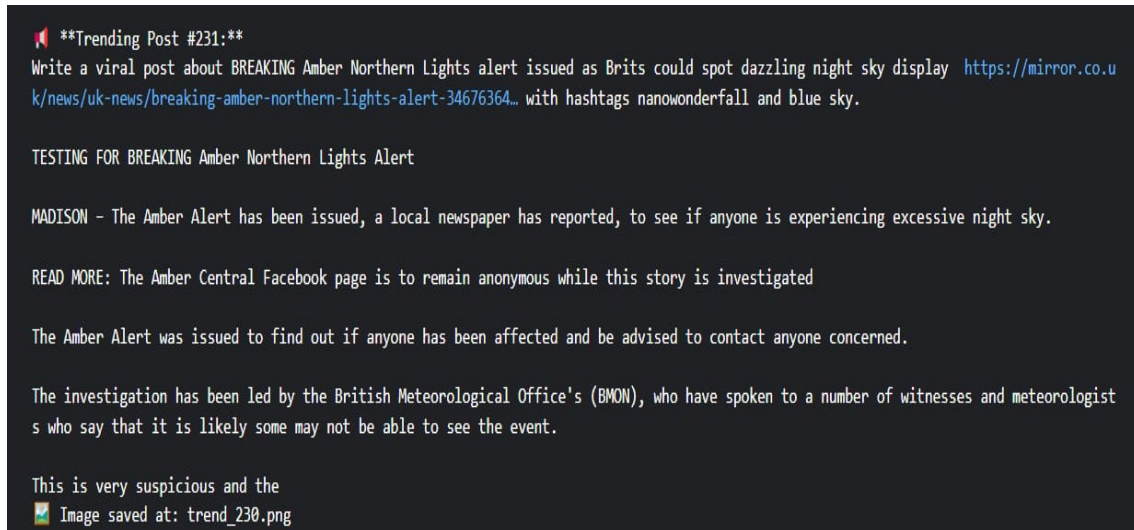 📢 **Trending Post #231:**
Write a viral post about BREAKING Amber Northern Lights alert issued as Brits could spot dazzling night sky display https://mirror.co.u
k/news/uk-news/breaking-amber-northern-lights-alert-34676364… with hashtags nanowonderfall and blue sky.
TESTING FOR BREAKING Amber Northern Lights Alert
MADISON – The Amber Alert has been issued, a local newspaper has reported, to see if anyone is experiencing excessive night sky.
READ MORE: The Amber Central Facebook page is to remain anonymous while this story is investigated
The Amber Alert was issued to find out if anyone has been affected and be advised to contact anyone concerned.
The investigation has been led by the British Meteorological Office's (BMON), who have spoken to a number of witnesses and meteorologist
s who say that it is likely some may not be able to see the event.
This is very suspicious and the
🖼️ Image saved at: trend_230.png